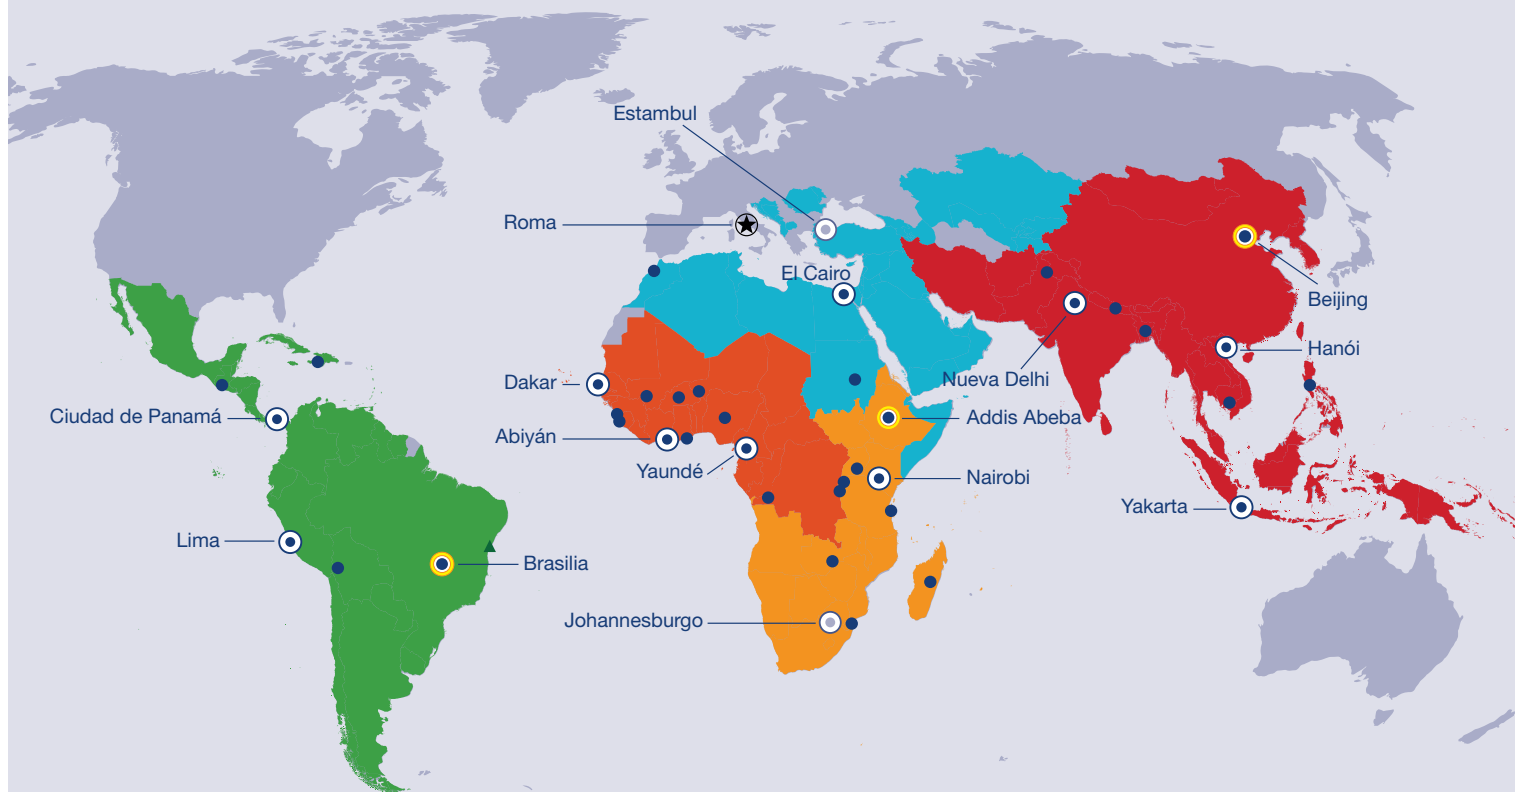 Estambul
Roma
El Cairo
Beijing
Hanói
Dakar
Nueva Delhi
Ciudad de Panamá
Addis Abeba
Abiyán
Yaundé
Nairobi
Yakarta
Lima
Brasilia
Johannesburgo